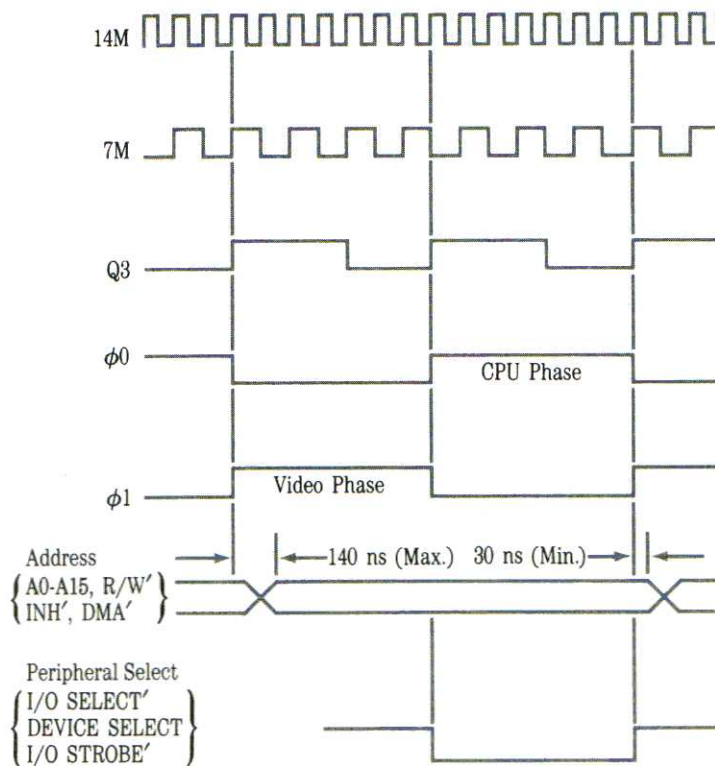 14M
7M
Q3
ϕ0
CPU Phase
ϕ1
Video Phase
Address
140 ns (Max.) 30 ns (Min.)
A0-A15, R/W′
INH′, DMA′
Peripheral Select
I/O SELECT′
DEVICE SELECT
I/O STROBE′